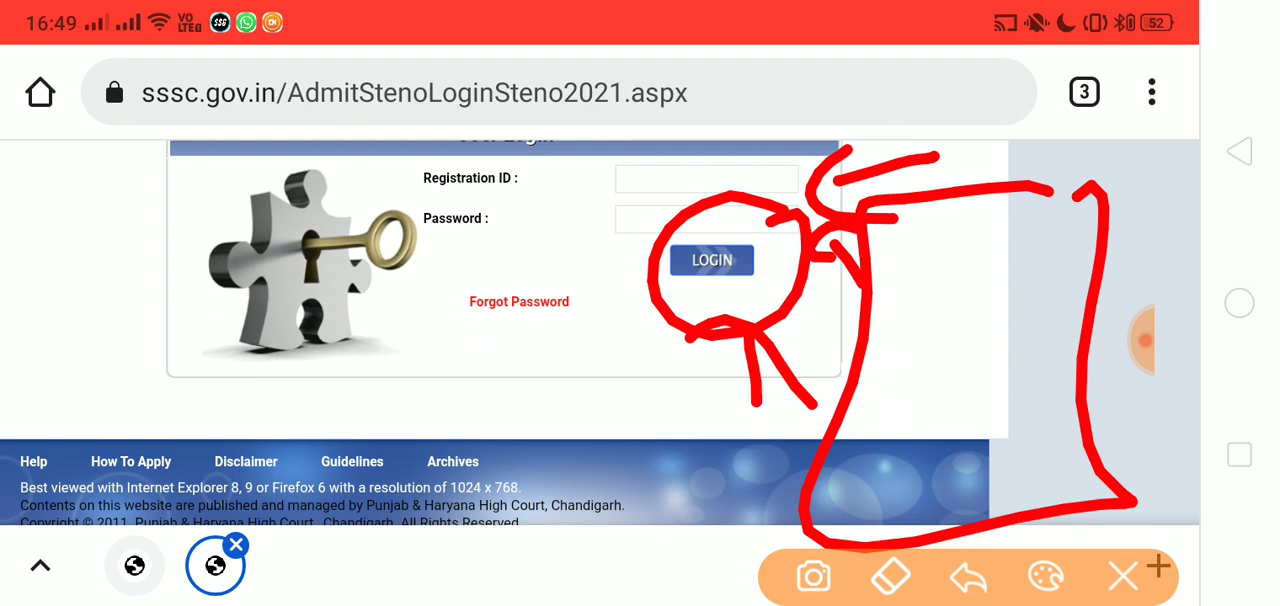 16:49 VO LTE 52
sssc.gov.in/AdmitStenoLoginSteno2021.aspx 3
Registration ID :
Password :
LOGIN
Forgot Password
Help How To Apply Disclaimer Guidelines Archives
Best viewed with Internet Explorer 8, 9 or Firefox 6 with a resolution of 1024 x 768.
Contents on this website are published and managed by Punjab & Haryana High Court, Chandigarh.
Copyright © 2011, Punjab & Haryana High Court, Chandigarh. All Rights Reserved